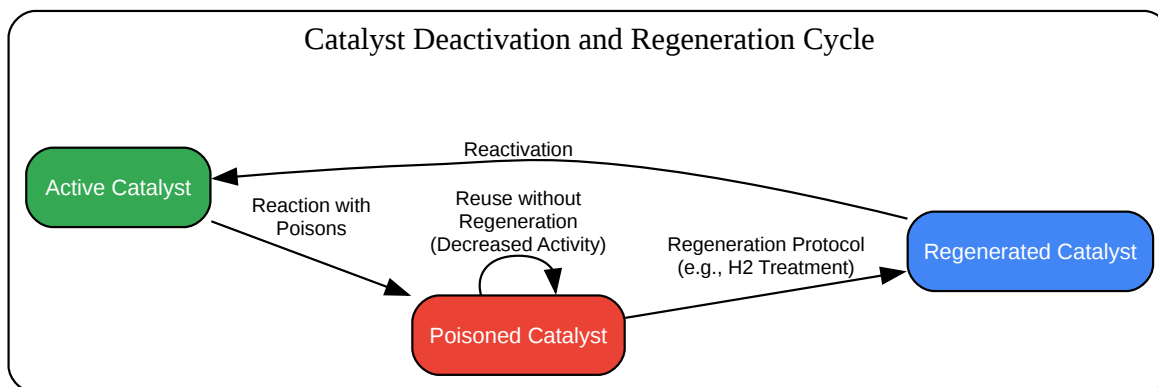 Catalyst Deactivation and Regeneration Cycle
Reactivation
Active Catalyst
Reaction with
Poisons
Reuse without
Regeneration
(Decreased Activity)
Regeneration Protocol
(e.g., H2 Treatment)
Regenerated Catalyst
Poisoned Catalyst